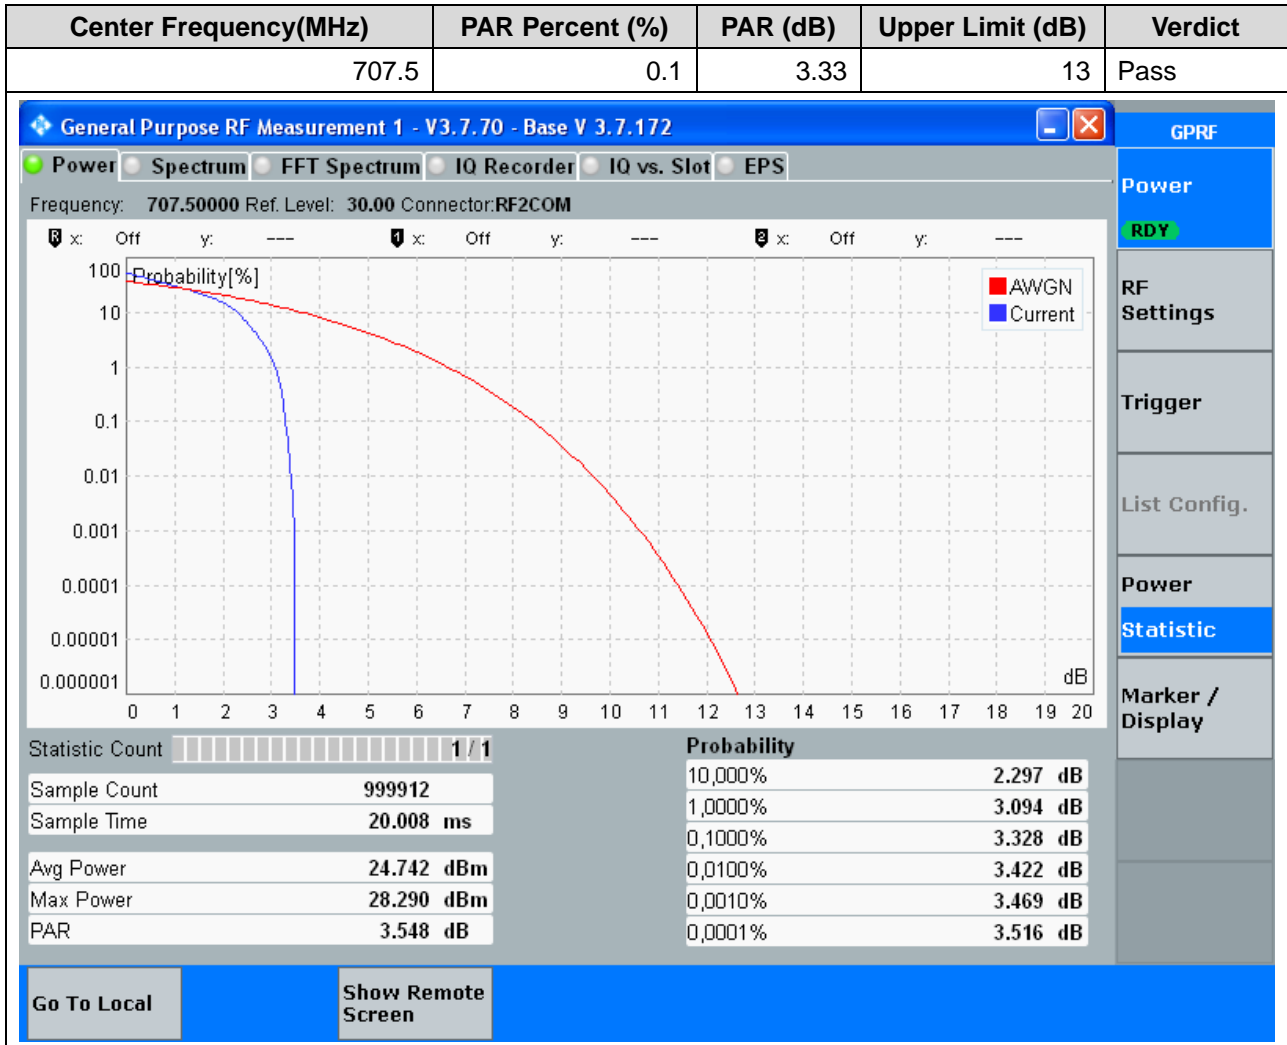 Center Frequency(MHz) PAR Percent (%) PAR (dB) Upper Limit (dB) Verdict
707.5 0.1 3.33 13 Pass
General Purpose RF Measurement 1 - V3.7.70 - Base V 3.7.172
GPRF
Power Spectrum FFT Spectrum IQ Recorder IQ vs. Slot EPS
Frequency: 707.50000 Ref. Level: 30.00 Connector:RF2COM
R x: Off y: --- 1 x: Off y: --- 2 x: Off y: ---
Probability[%]
AWGN
Current
100
10
1
0.1
0.01
0.001
0.0001
0.00001
0.000001
dB
0 1 2 3 4 5 6 7 8 9 10 11 12 13 14 15 16 17 18 19 20
Statistic Count 1 / 1
Sample Count 999912
Sample Time 20.008 ms
Avg Power 24.742 dBm
Max Power 28.290 dBm
PAR 3.548 dB
Probability
10,000% 2.297 dB
1,0000% 3.094 dB
0,1000% 3.328 dB
0,0100% 3.422 dB
0,0010% 3.469 dB
0,0001% 3.516 dB
Power
RDY
RF
Settings
Trigger
List Config.
Power
Statistic
Marker /
Display
Go To Local
Show Remote
Screen